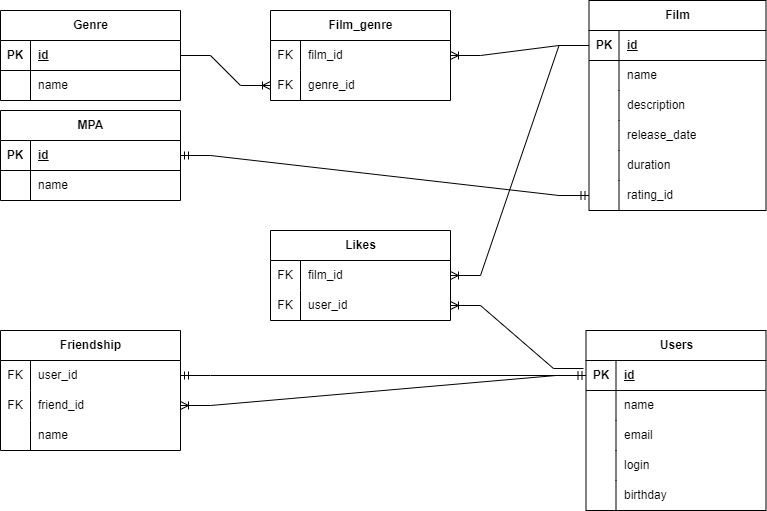 Genre
PK id
name
MPA
PK id
name
Film_genre
FK film_id
FK genre_id
Film
PK id
name
description
release_date
duration
rating_id
Likes
FK film_id
FK user_id
Friendship
FK user_id
FK friend_id
name
Users
PK id
name
email
login
birthday